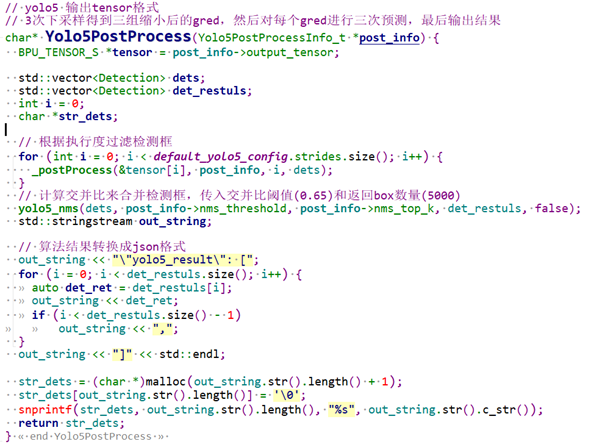 // yolo5 输出tensor格式
// 3次下采样得到三组缩小后的gred，然后对每个gred进行三次预测，最后输出结果
char* Yolo5PostProcess(Yolo5PostProcessInfo_t *post_info) {
  BPU_TENSOR_S *tensor = post_info->output_tensor;

  std::vector<Detection> dets;
  std::vector<Detection> det_restuls;
  int i = 0;
  char *str_dets;

  // 根据执行度过滤检测框
  for (int i = 0; i < default_yolo5_config.strides.size(); i++) {
    _postProcess(&tensor[i], post_info, i, dets);
  }
  // 计算交并比来合并检测框，传入交并比阈值(0.65)和返回box数量(5000)
  yolo5_nms(dets, post_info->nms_threshold, post_info->nms_top_k, det_restuls, false);
  std::stringstream out_string;

  // 算法结果转换成json格式
  out_string << "\"yolo5_result\": [";
  for (i = 0; i < det_restuls.size(); i++) {
  » auto det_ret = det_restuls[i];
  » out_string << det_ret;
  » if (i < det_restuls.size() - 1)
»   »   out_string << ",";
  }
  out_string << "]" << std::endl;

  str_dets = (char *)malloc(out_string.str().length() + 1);
  str_dets[out_string.str().length()] = '\0';
  snprintf(str_dets, out_string.str().length(), "%s", out_string.str().c_str());
  return str_dets;
} « end Yolo5PostProcess »